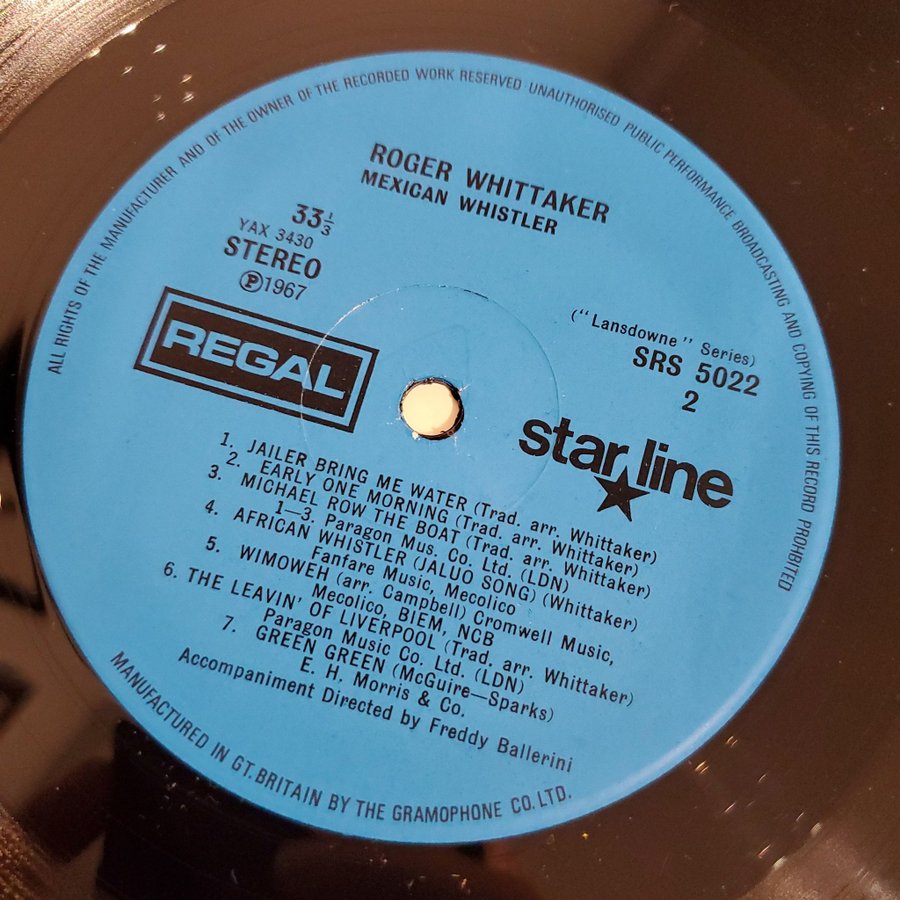 ALL RIGHTS OF THE MANUFACTURER AND OF THE OWNER OF THE RECORDED WORK RESERVED UNAUTHORISED PUBLIC PERFORMANCE BROADCASTING AND COPYING OF THIS RECORD PROHIBITED
ROGER WHITTAKER
MEXICAN WHISTLER
33⅓
YAX 3430
STEREO
Ⓟ1967
REGAL
("Lansdowne" Series)
SRS 5022
2
star line
1. JAILER BRING ME WATER (Trad. arr. Whittaker)
2. EARLY ONE MORNING (Trad. arr. Whittaker)
3. MICHAEL ROW THE BOAT (Trad. arr. Whittaker)
1—3. Paragon Mus. Co. Ltd. (LDN)
4. AFRICAN WHISTLER (JALUO SONG) (Whittaker)
Fanfare Music, Mecolico
5. WIMOWEH (arr. Campbell) Cromwell Music,
Mecolico, BIEM, NCB
6. THE LEAVIN' OF LIVERPOOL (Trad. arr. Whittaker)
Paragon Music Co. Ltd. (LDN)
7. GREEN GREEN (McGuire—Sparks)
E. H. Morris & Co.
Accompaniment Directed by Freddy Ballerini
MANUFACTURED IN GT. BRITAIN BY THE GRAMOPHONE CO. LTD.